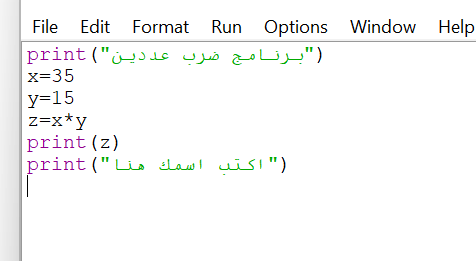 File Edit Format Run Options Window Help
print("برنامج ضرب عددين")
x=35
y=15
z=x*y
print(z)
print("اكتب اسمك هنا")